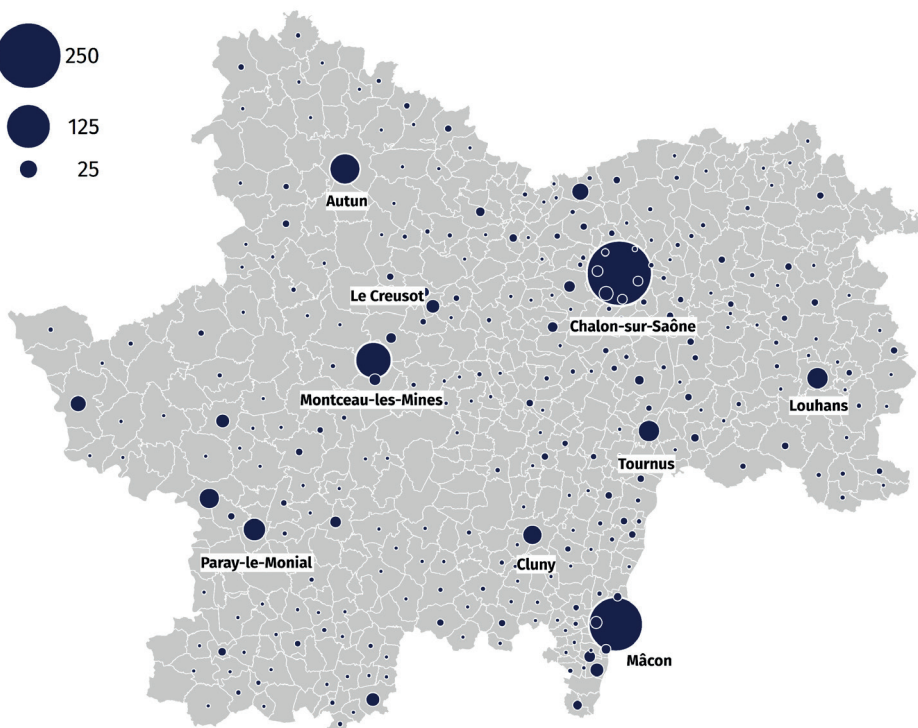 250
125
25
Autun
Le Creusot
Chalon-sur-Saône
Montceau-les-Mines
Louhans
Tournus
Paray-le-Monial
Cluny
Mâcon